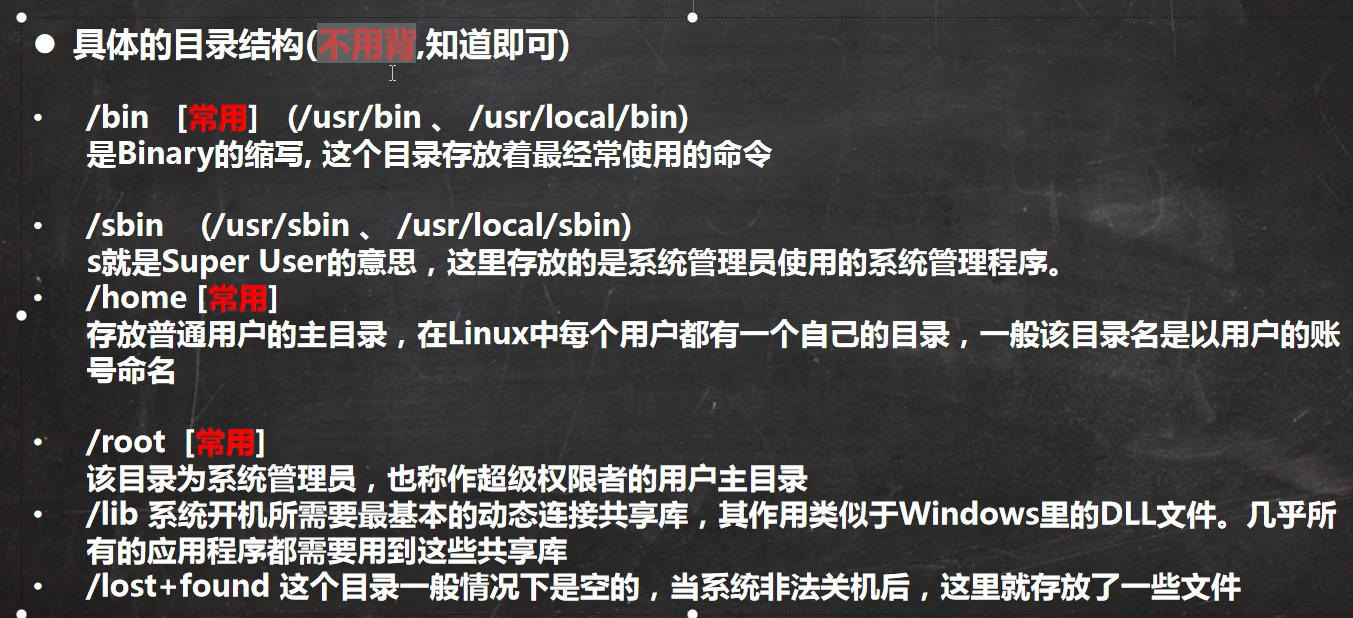 ● 具体的目录结构(不用背,知道即可)
• /bin [常用] (/usr/bin 、 /usr/local/bin)
是Binary的缩写, 这个目录存放着最经常使用的命令
• /sbin (/usr/sbin 、 /usr/local/sbin)
s就是Super User的意思，这里存放的是系统管理员使用的系统管理程序。
• /home [常用]
存放普通用户的主目录，在Linux中每个用户都有一个自己的目录，一般该目录名是以用户的账
号命名
• /root [常用]
该目录为系统管理员，也称作超级权限者的用户主目录
• /lib 系统开机所需要最基本的动态连接共享库，其作用类似于Windows里的DLL文件。几乎所
有的应用程序都需要用到这些共享库
• /lost+found 这个目录一般情况下是空的，当系统非法关机后，这里就存放了一些文件